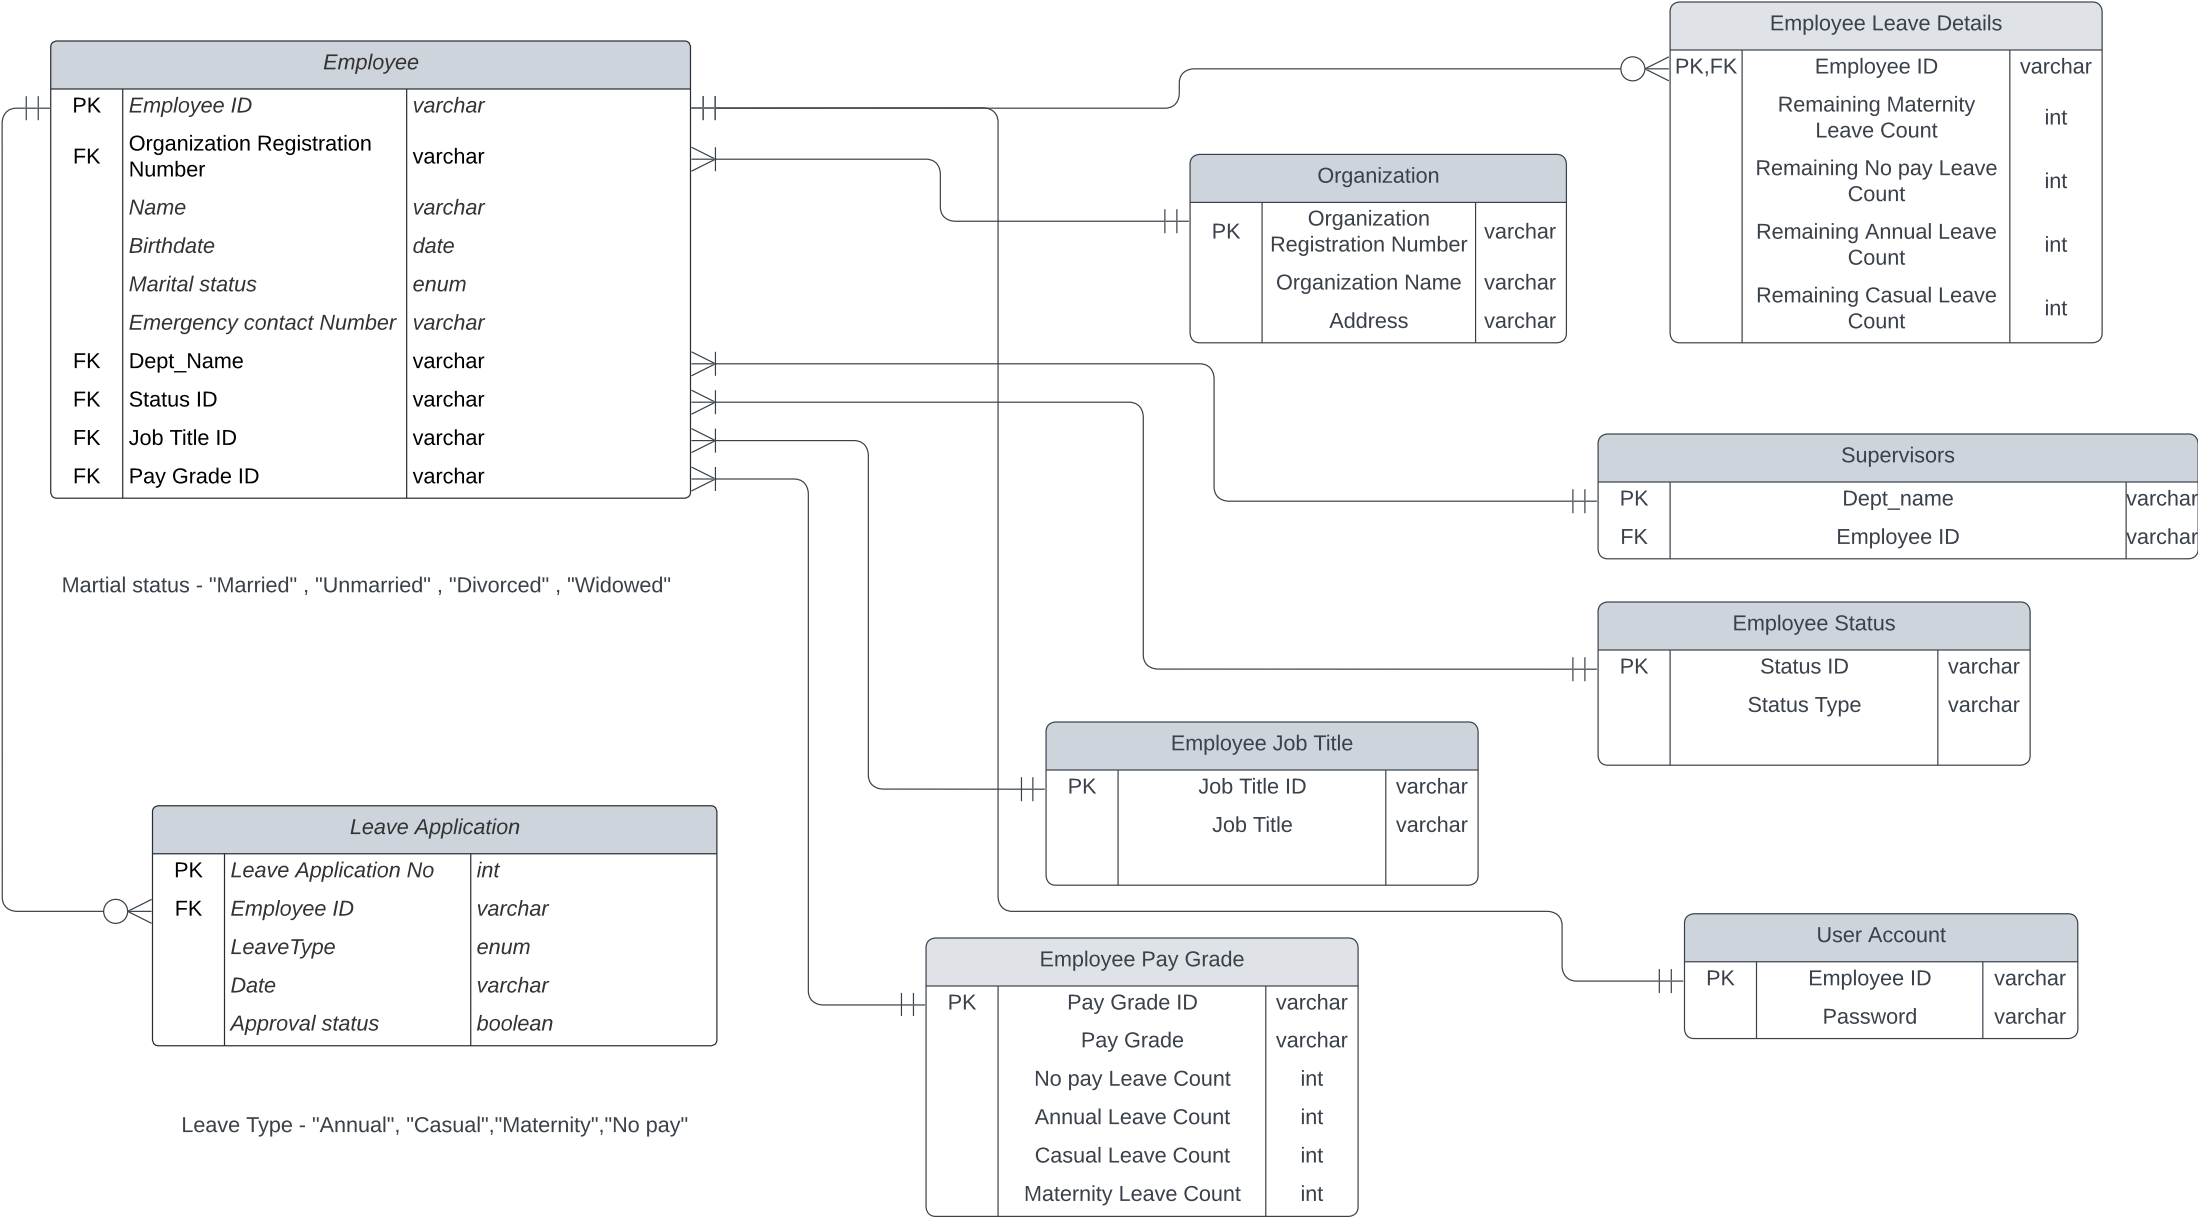 Employee
PK Employee ID varchar
FK Organization Registration
Number varchar
Name varchar
Birthdate date
Marital status enum
Emergency contact Number varchar
FK Dept_Name varchar
FK Status ID varchar
FK Job Title ID varchar
FK Pay Grade ID varchar
Martial status - "Married" , "Unmarried" , "Divorced" , "Widowed"
Leave Application
PK Leave Application No int
FK Employee ID varchar
LeaveType enum
Date varchar
Approval status boolean
Leave Type - "Annual", "Casual","Maternity","No pay"
Employee Leave Details
PK,FK Employee ID varchar
Remaining Maternity
Leave Count int
Remaining No pay Leave
Count int
Remaining Annual Leave
Count int
Remaining Casual Leave
Count int
Organization
PK Organization
Registration Number varchar
Organization Name varchar
Address varchar
Supervisors
PK Dept_name varchar
FK Employee ID varchar
Employee Status
PK Status ID varchar
Status Type varchar
Employee Job Title
PK Job Title ID varchar
Job Title varchar
User Account
PK Employee ID varchar
Password varchar
Employee Pay Grade
PK Pay Grade ID varchar
Pay Grade varchar
No pay Leave Count int
Annual Leave Count int
Casual Leave Count int
Maternity Leave Count int